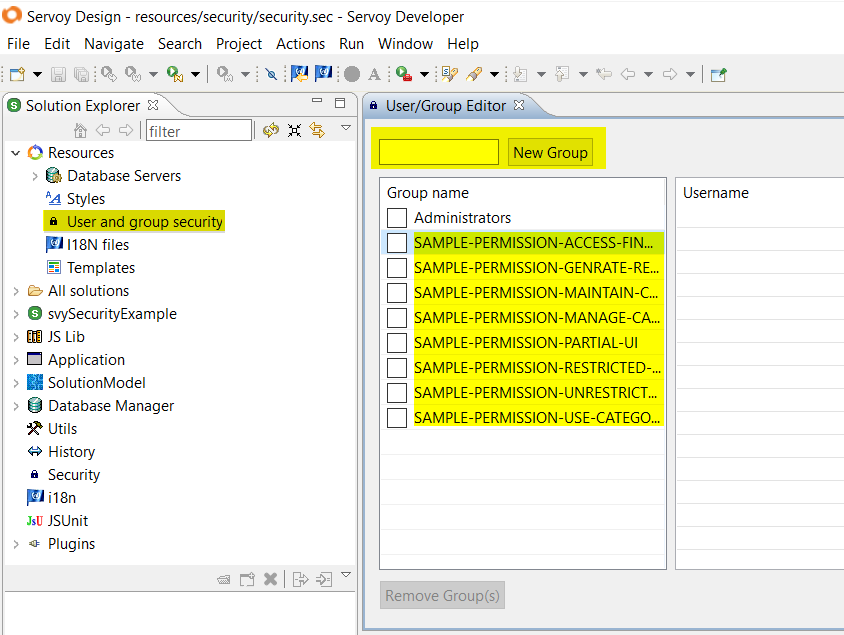 Servoy Design - resources/security/security.sec - Servoy Developer
File Edit Navigate Search Project Actions Run Window Help
Solution Explorer
filter
Resources
Database Servers
Styles
User and group security
I18N files
Templates
All solutions
svySecurityExample
JS Lib
Application
SolutionModel
Database Manager
Utils
History
Security
i18n
JSUnit
Plugins
User/Group Editor
New Group
Group name
Administrators
SAMPLE-PERMISSION-ACCESS-FIN...
SAMPLE-PERMISSION-GENRATE-RE...
SAMPLE-PERMISSION-MAINTAIN-C...
SAMPLE-PERMISSION-MANAGE-CA...
SAMPLE-PERMISSION-PARTIAL-UI
SAMPLE-PERMISSION-RESTRICTED-...
SAMPLE-PERMISSION-UNRESTRICT...
SAMPLE-PERMISSION-USE-CATEGO...
Username
Remove Group(s)